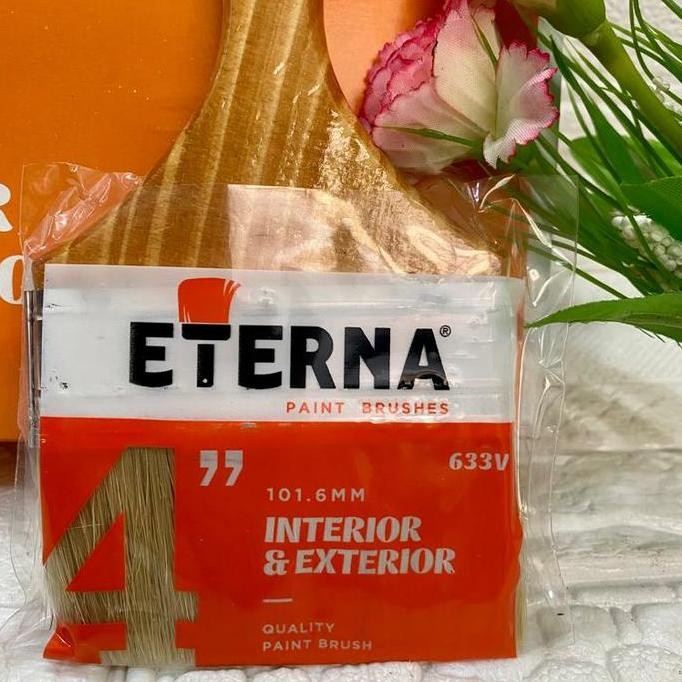 ETERNA®
PAINT BRUSHES
4”
633V
101.6MM
INTERIOR
& EXTERIOR
QUALITY
PAINT BRUSH